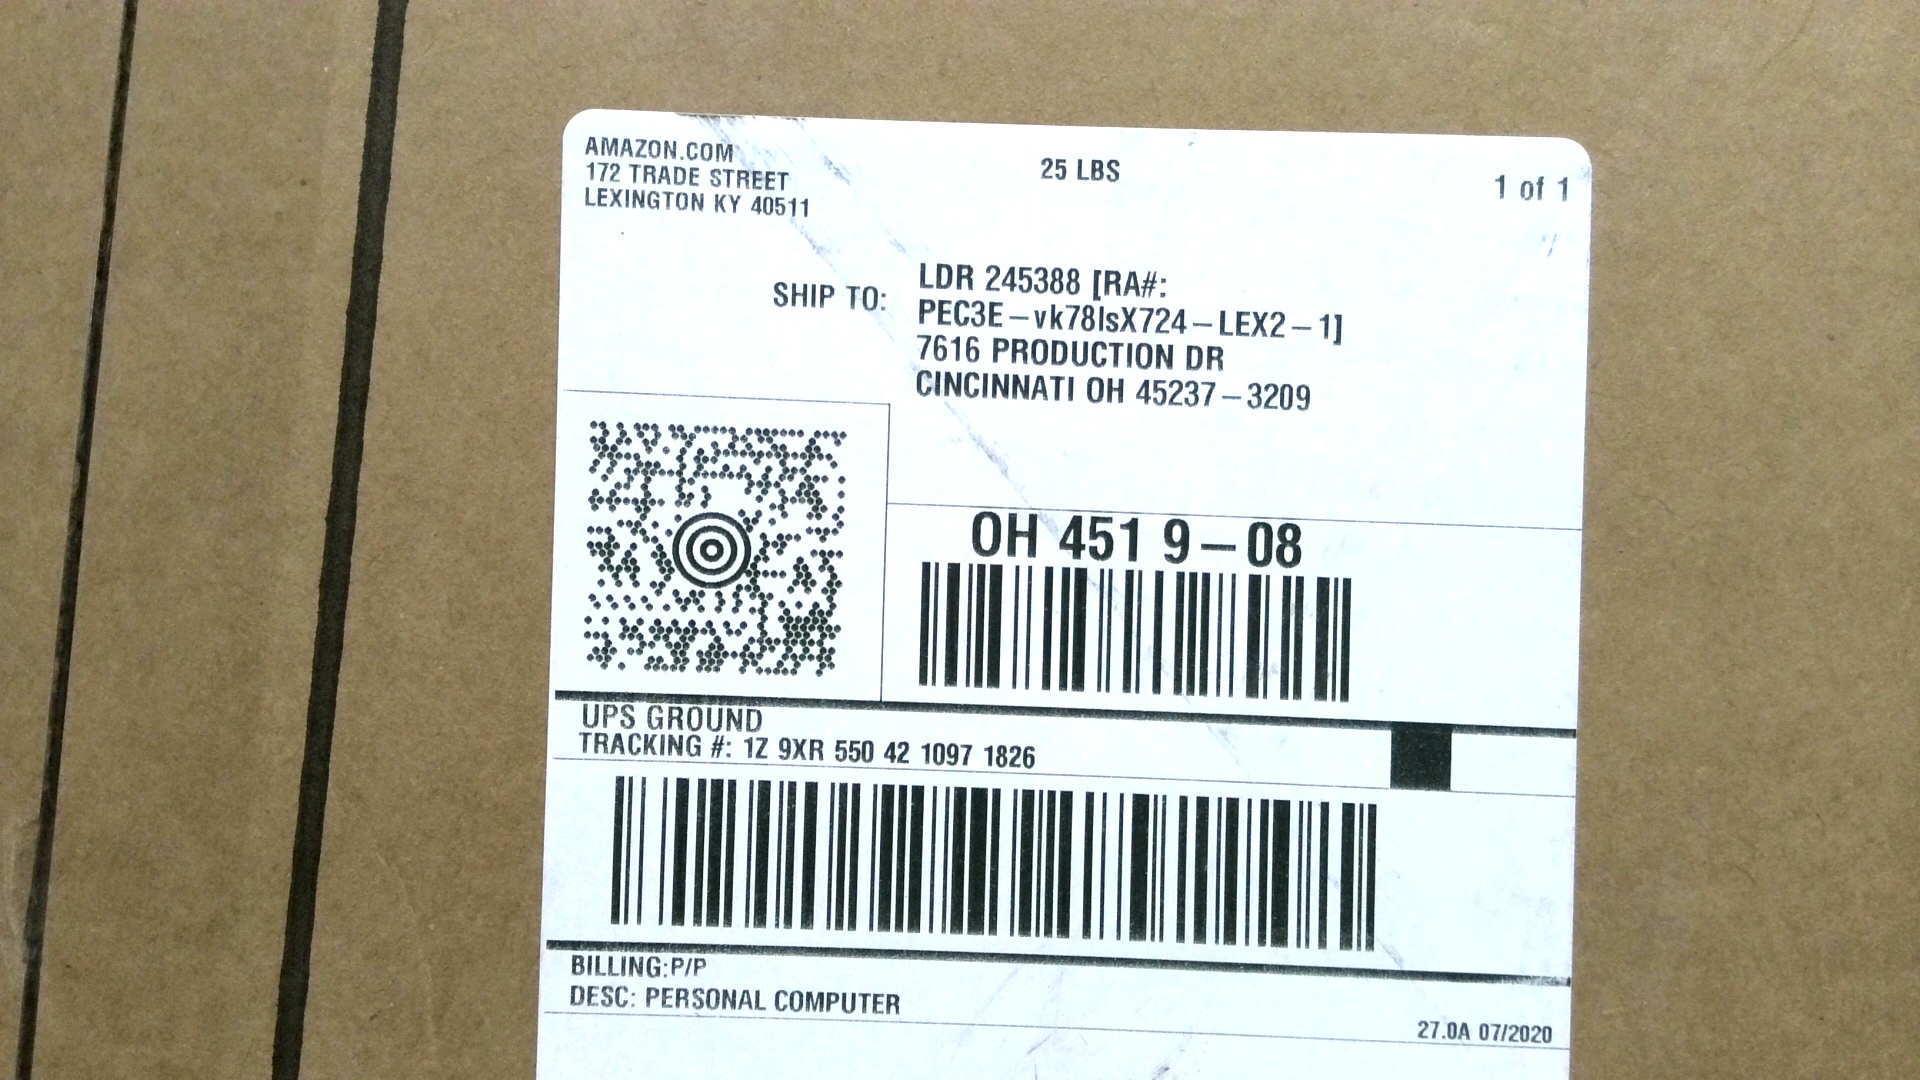 AMAZON.COM
172 TRADE STREET
LEXINGTON KY 40511
25 LBS
1 of 1
SHIP TO:
LDR 245388 [RA#:
PEC3E-vk78lsX724-LEX2-1]
7616 PRODUCTION DR
CINCINNATI OH 45237-3209
OH 451 9-08
UPS GROUND
TRACKING #: 1Z 9XR 550 42 1097 1826
BILLING:P/P
DESC: PERSONAL COMPUTER
27.0A 07/2020